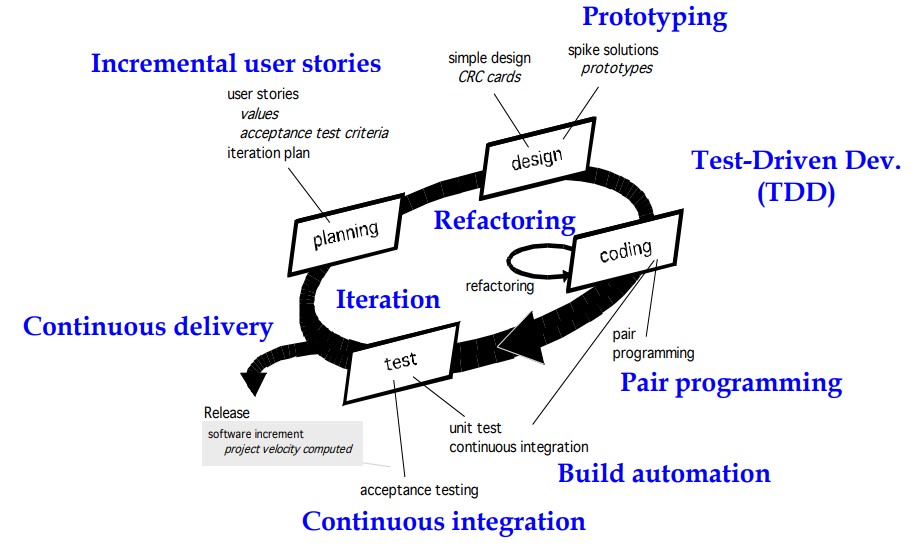 Prototyping
simple design
CRC cards
spike solutions
prototypes
Incremental user stories
user stories
values
acceptance test criteria
iteration plan
design
Test-Driven Dev.
(TDD)
planning
Refactoring
coding
refactoring
Iteration
Continuous delivery
test
pair
programming
Pair programming
Release
software increment
project velocity computed
unit test
continuous integration
Build automation
acceptance testing
Continuous integration